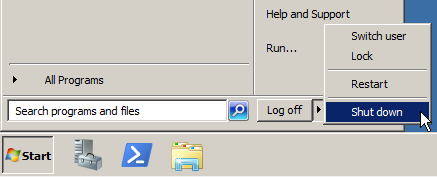 Help and Support
Switch user
Run...
Lock
All Programs
Restart
Search programs and files
Log off
Shut down
Start